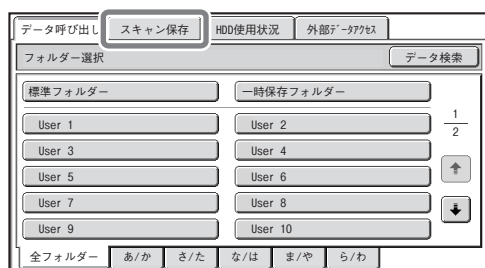 データ呼び出し スキャン保存 HDD使用状況 外部ﾃﾞｰﾀｱｸｾｽ
フォルダー選択 データ検索
標準フォルダー 一時保存フォルダー
1
2
User 1 User 2
User 3 User 4
User 5 User 6
User 7 User 8
User 9 User 10
全フォルダー あ/か さ/た な/は ま/や ら/わ